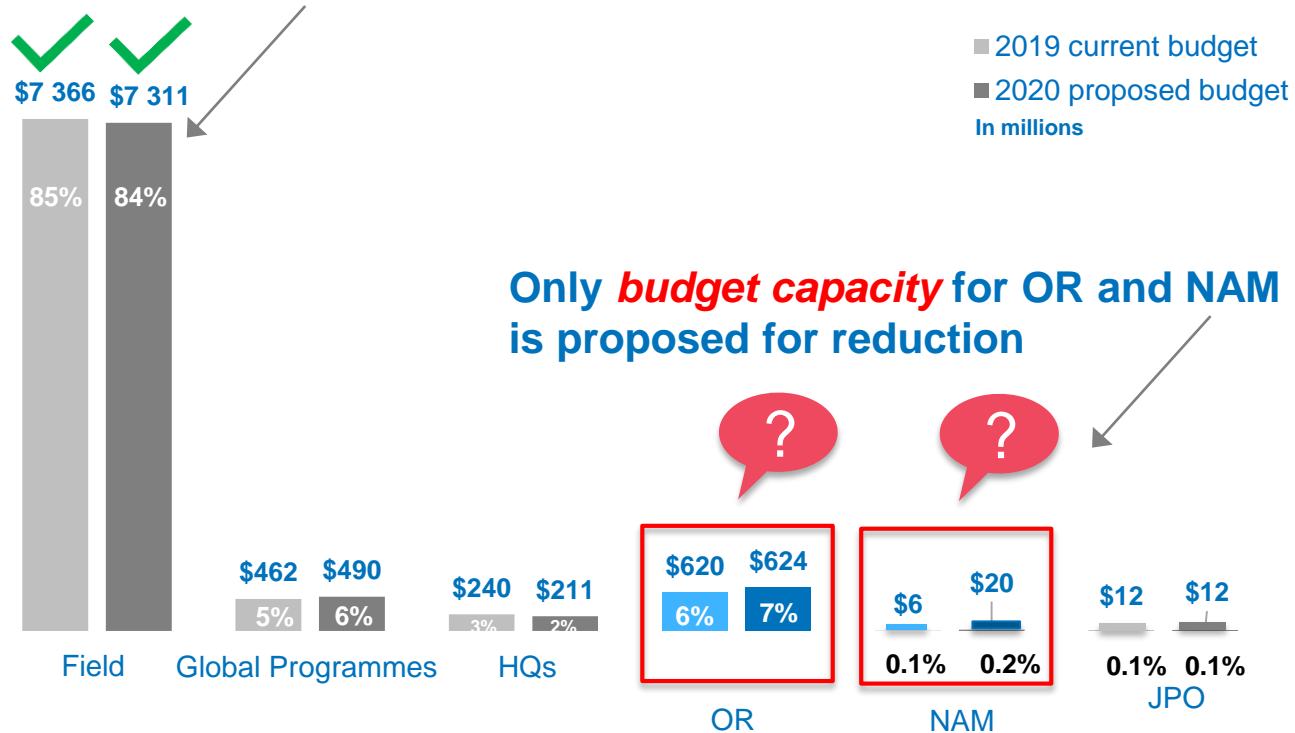 2019 current budget
2020 proposed budget
In millions
$7 366 $7 311
85% 84%
Only budget capacity for OR and NAM
is proposed for reduction
? ?
$462 $490
5% 6%
$240 $211
3% 2%
$620 $624
6% 7%
$6 $20
0.1% 0.2%
$12 $12
0.1% 0.1%
Field
Global Programmes
HQs
OR
NAM
JPO